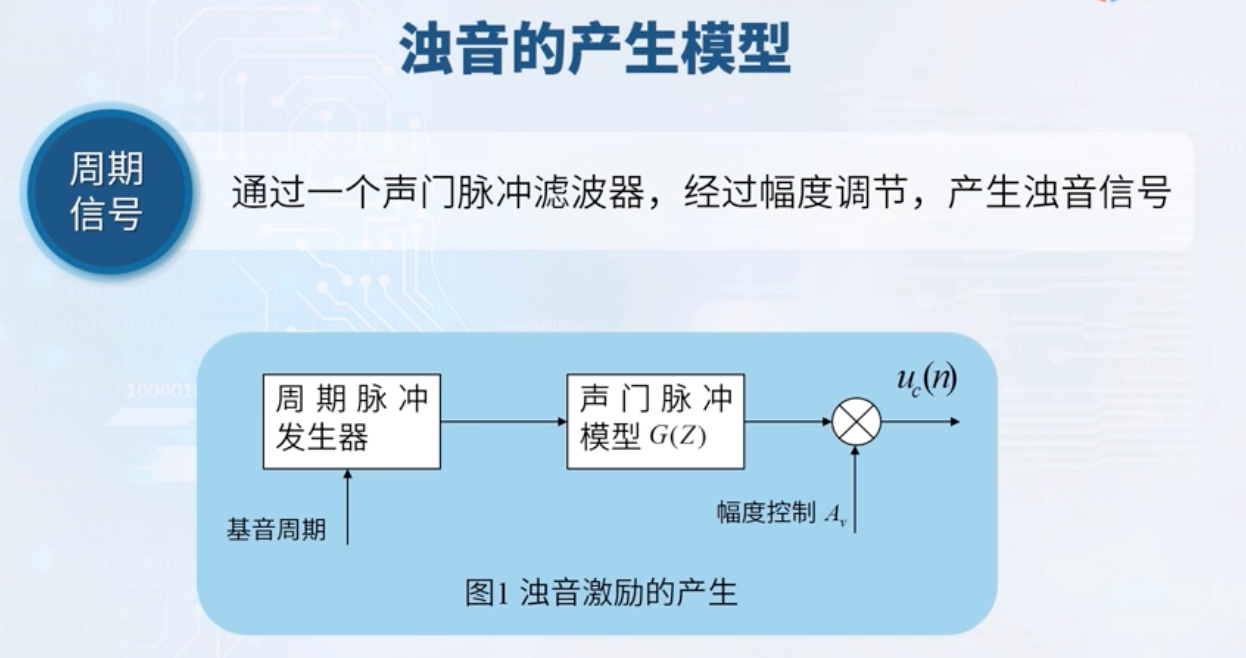 浊音的产生模型
周期
信号
通过一个声门脉冲滤波器，经过幅度调节，产生浊音信号
周期脉冲
发生器
声门脉冲
模型 G(Z)
u_c(n)
基音周期
幅度控制 A_v
图1 浊音激励的产生